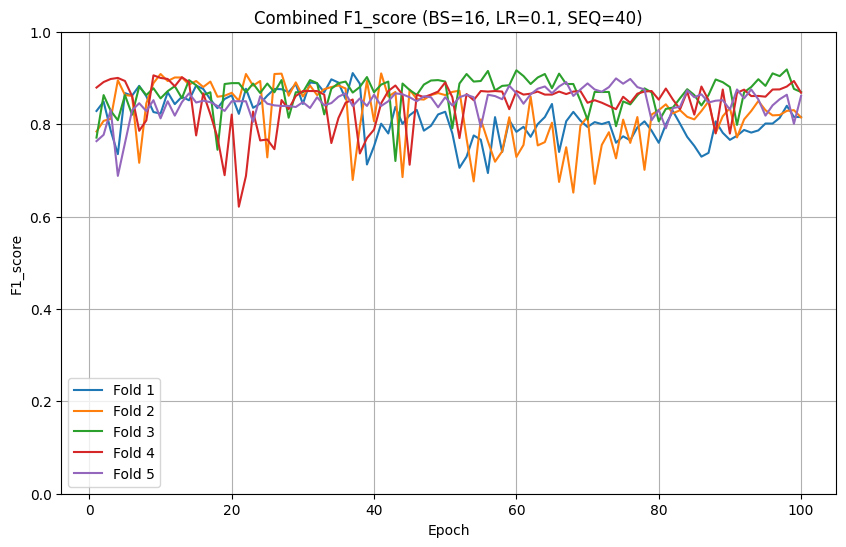 Combined F1_score (BS=16, LR=0.1, SEQ=40)
1.0
0.8
0.6
0.4
0.2
0.0
F1_score
Fold 1
Fold 2
Fold 3
Fold 4
Fold 5
0 20 40 60 80 100
Epoch